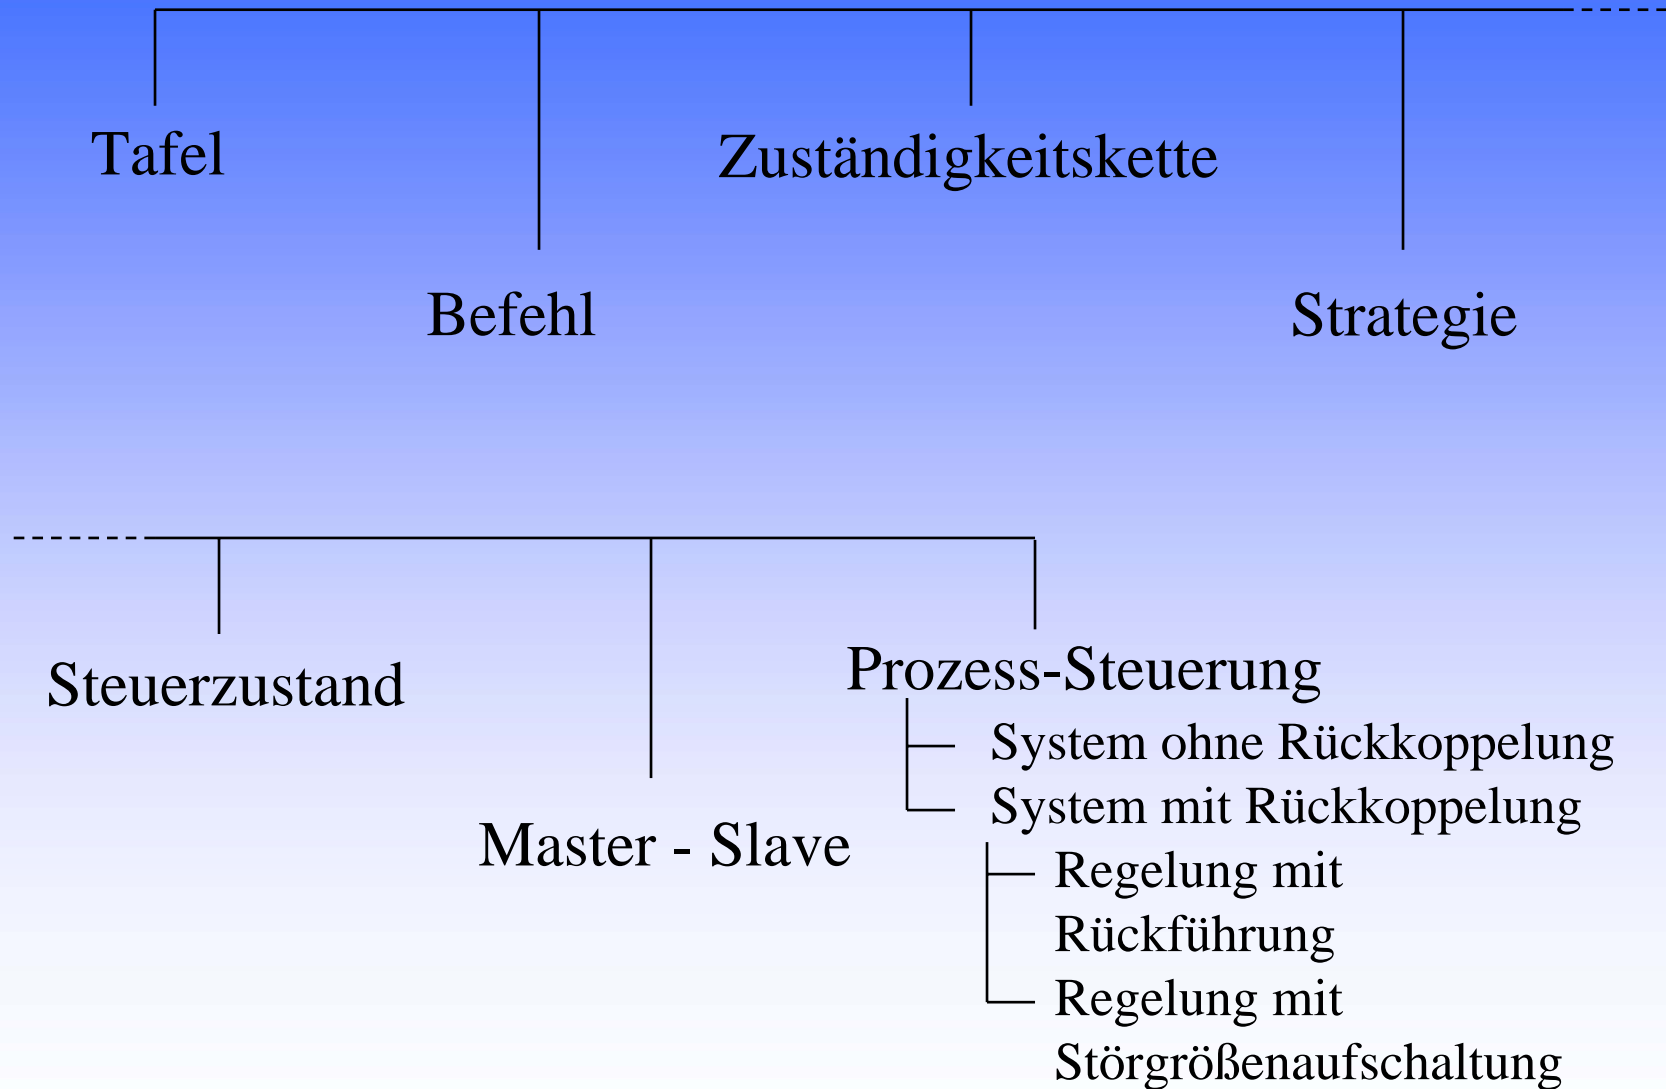 Tafel
Zuständigkeitskette
Befehl
Strategie
Steuerzustand
Master - Slave
Prozess-Steuerung
System ohne Rückkoppelung
System mit Rückkoppelung
Regelung mit
Rückführung
Regelung mit
Störgrößenaufschaltung